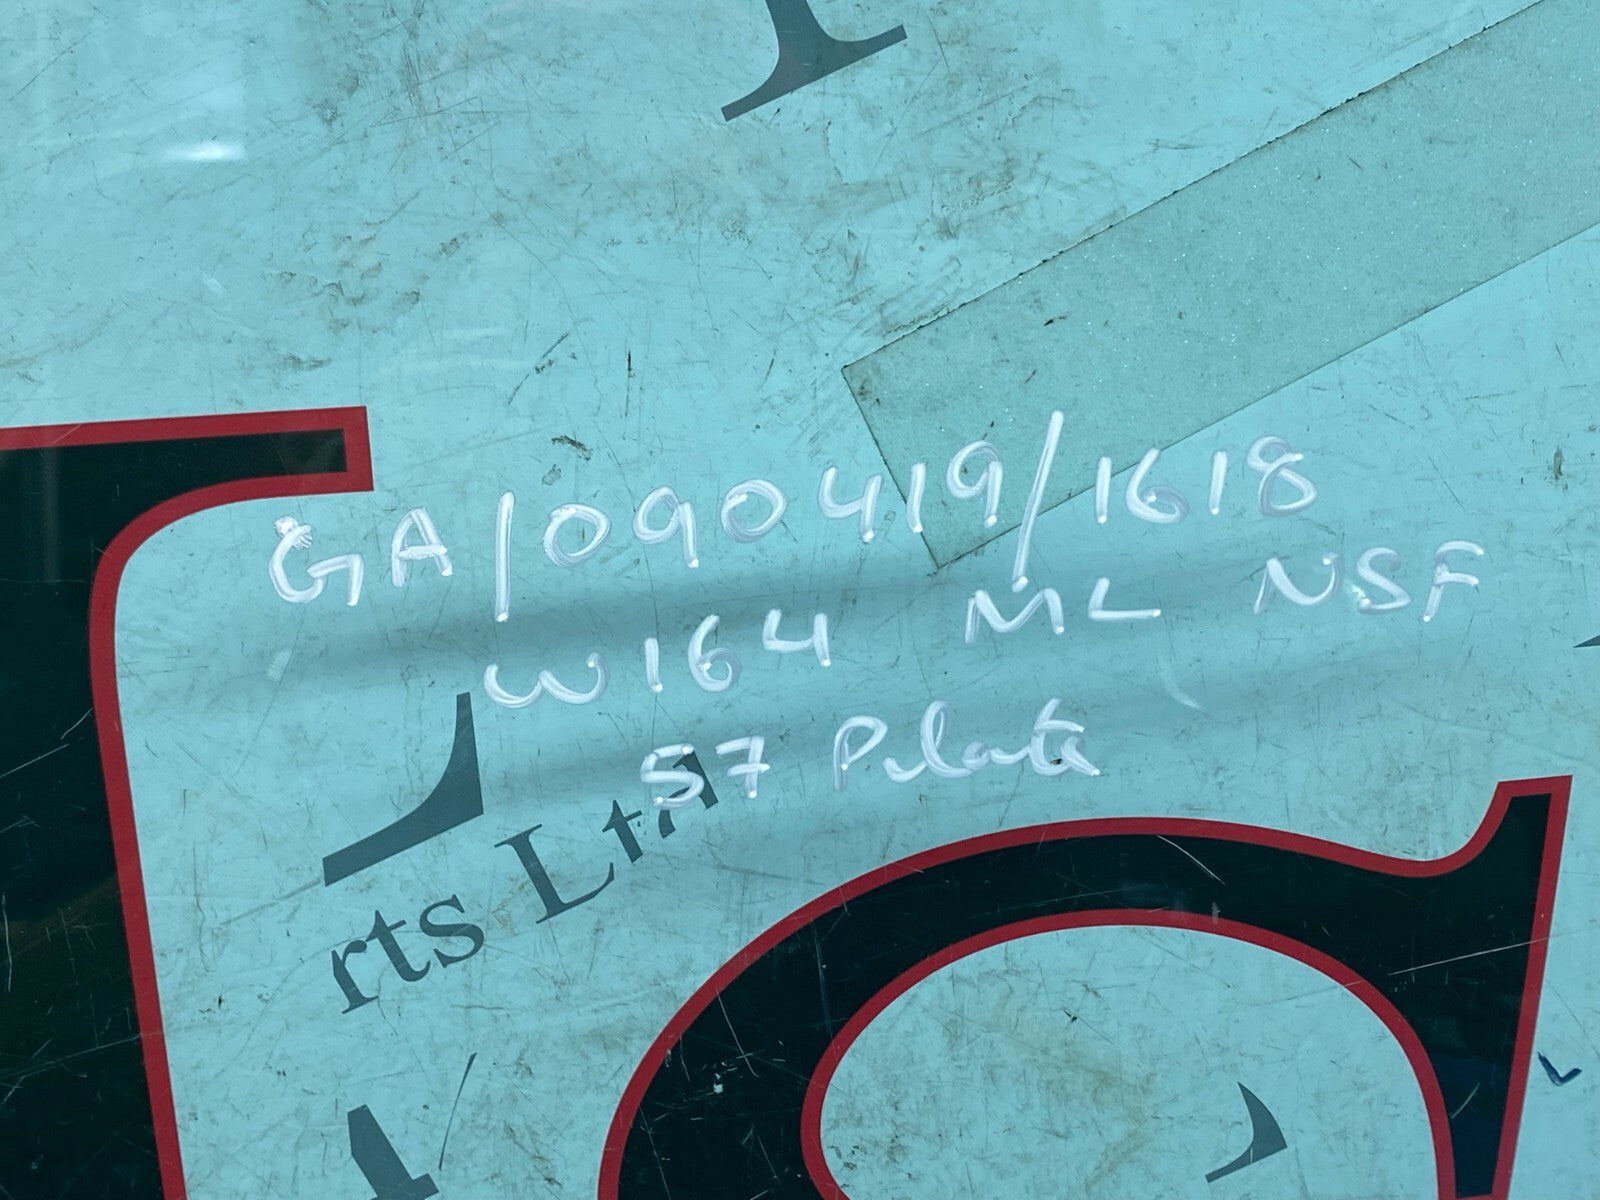 GA/090419/1618
W164 ML NSF
57 Plate
rts Ltd